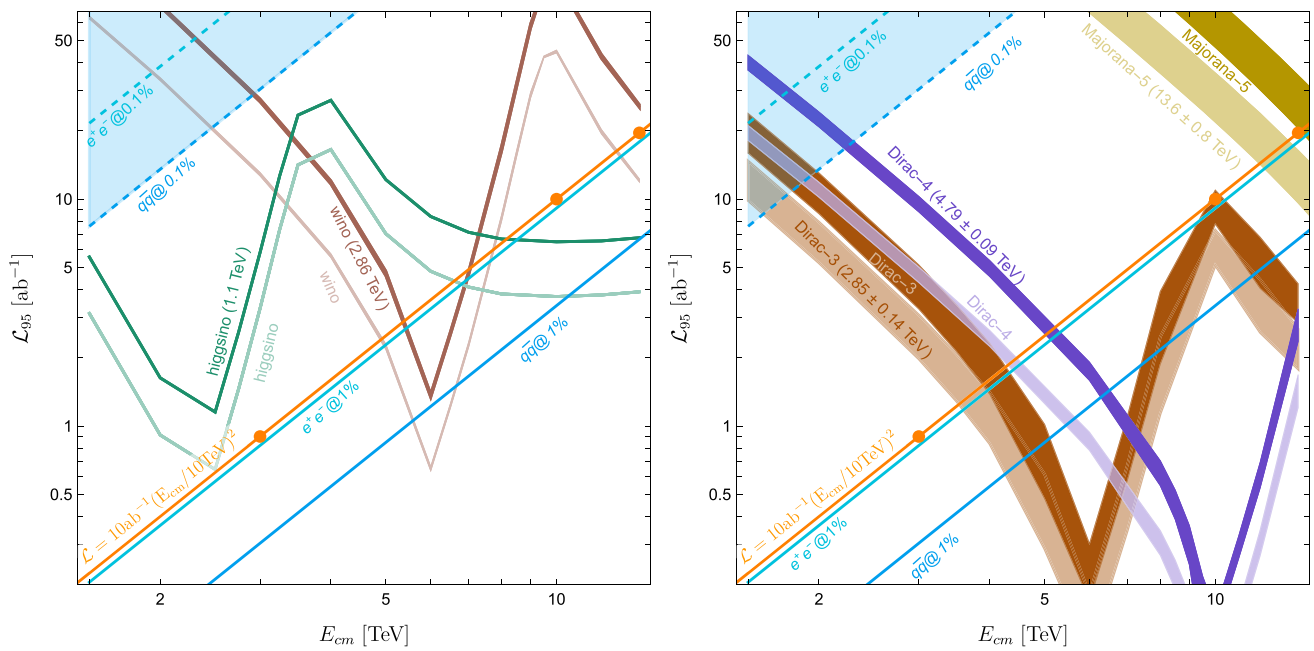 50
10
5
1
0.5
2
5
10
𝓛₉₅ [ab⁻¹]
E_cm [TeV]
e⁺e⁻@0.1%
qq̄@0.1%
higgsino (1.1 TeV)
higgsino
wino (2.86 TeV)
wino
qq̄@1%
e⁺e⁻@1%
𝓛 = 10ab⁻¹(E_cm/10TeV)²
50
10
5
1
0.5
2
5
10
𝓛₉₅ [ab⁻¹]
E_cm [TeV]
e⁺e⁻@0.1%
qq̄@0.1%
Majorana–5
Majorana–5 (13.6 ± 0.8 TeV)
Dirac–4 (4.79 ± 0.09 TeV)
Dirac–3
Dirac–3 (2.85 ± 0.14 TeV)
Dirac–4
𝓛 = 10ab⁻¹(E_cm/10TeV)²
e⁺e⁻@1%
qq̄@1%